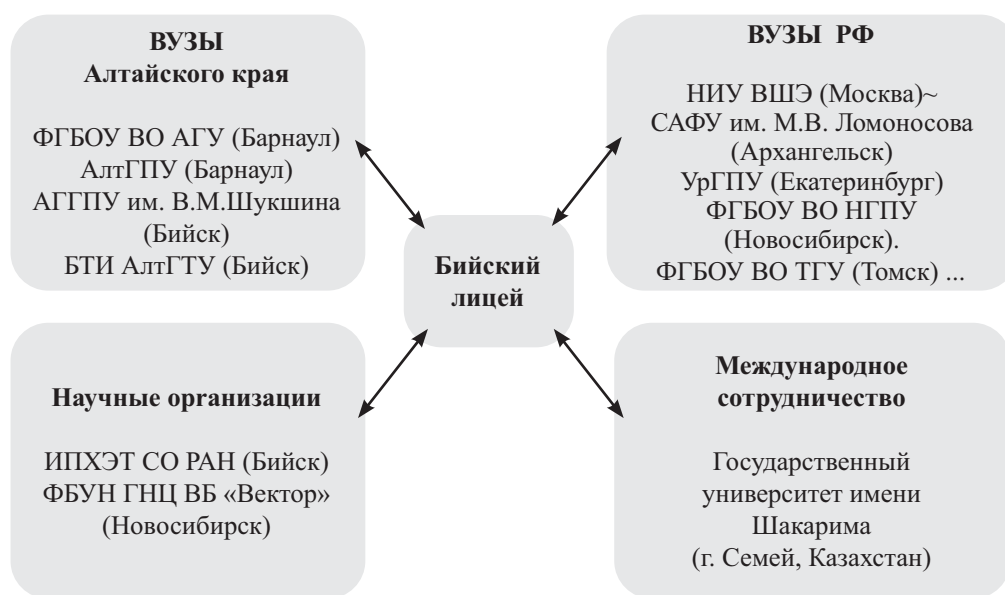 ВУЗЫ
Алтайского края
ФГБОУ ВО АГУ (Барнаул)
АлтГПУ (Барнаул)
АГГПУ им. В.М.Шукшина
(Бийск)
БТИ АлтГТУ (Бийск)
ВУЗЫ РФ
НИУ ВШЭ (Москва)~
САФУ им. М.В. Ломоносова
(Архангельск)
УрГПУ (Екатеринбург)
ФГБОУ ВО НГПУ
(Новосибирск).
ФГБОУ ВО ТГУ (Томск) ...
Бийский
лицей
Научные организации
ИПХЭТ СО РАН (Бийск)
ФБУН ГНЦ ВБ «Вектор»
(Новосибирск)
Международное
сотрудничество
Государственный
университет имени
Шакарима
(г. Семей, Казахстан)